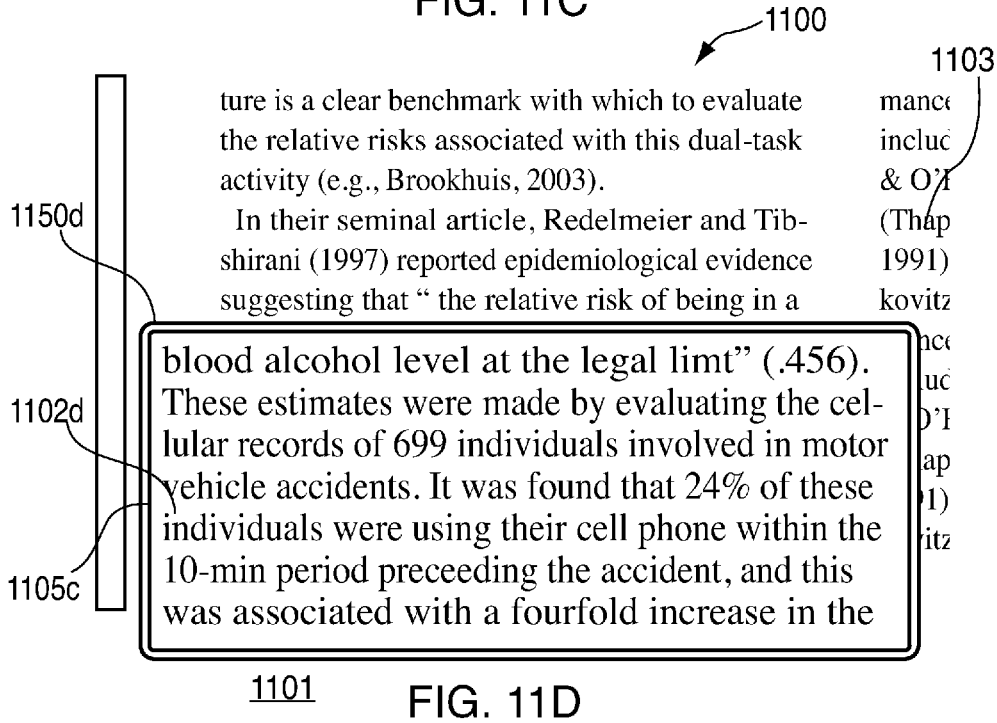 FIG. 11C
1100
1103
ture is a clear benchmark with which to evaluate
the relative risks associated with this dual-task
activity (e.g., Brookhuis, 2003).
In their seminal article, Redelmeier and Tib-
shirani (1997) reported epidemiological evidence
suggesting that “ the relative risk of being in a
mance
includ
& O'F
(Thap
1991)
kovitz
1150d
blood alcohol level at the legal limt” (.456).
These estimates were made by evaluating the cel-
lular records of 699 individuals involved in motor
vehicle accidents. It was found that 24% of these
individuals were using their cell phone within the
10-min period preceeding the accident, and this
was associated with a fourfold increase in the
1102d
1105c
1101
FIG. 11D